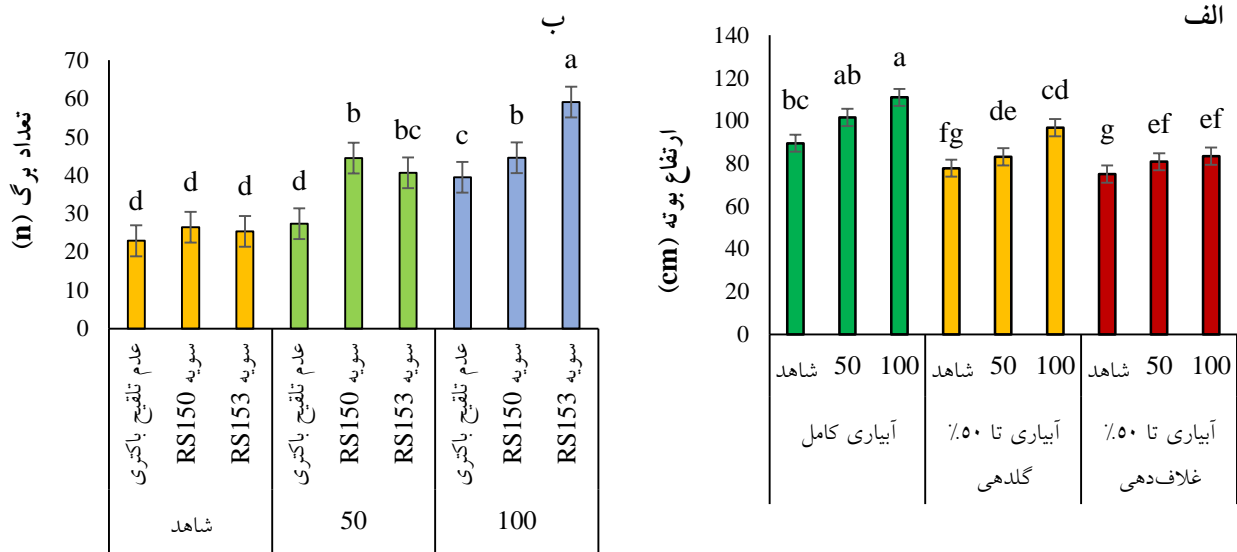 الف
ارتفاع بوته (cm)
140
120
100
80
60
40
20
0
bc
ab
a
fg
de
cd
g
ef
ef
شاهد 50 100 شاهد 50 100 شاهد 50 100
آبیاری کامل
آبیاری تا ۵۰٪
گلدهی
آبیاری تا ۵۰٪
غلاف‌دهی
ب
تعداد برگ (n)
70
60
50
40
30
20
10
0
d
d
d
d
b
bc
c
b
a
عدم تلقیح باکتری
سویه RS150
سویه RS153
عدم تلقیح باکتری
سویه RS150
سویه RS153
عدم تلقیح باکتری
سویه RS150
سویه RS153
شاهد
50
100